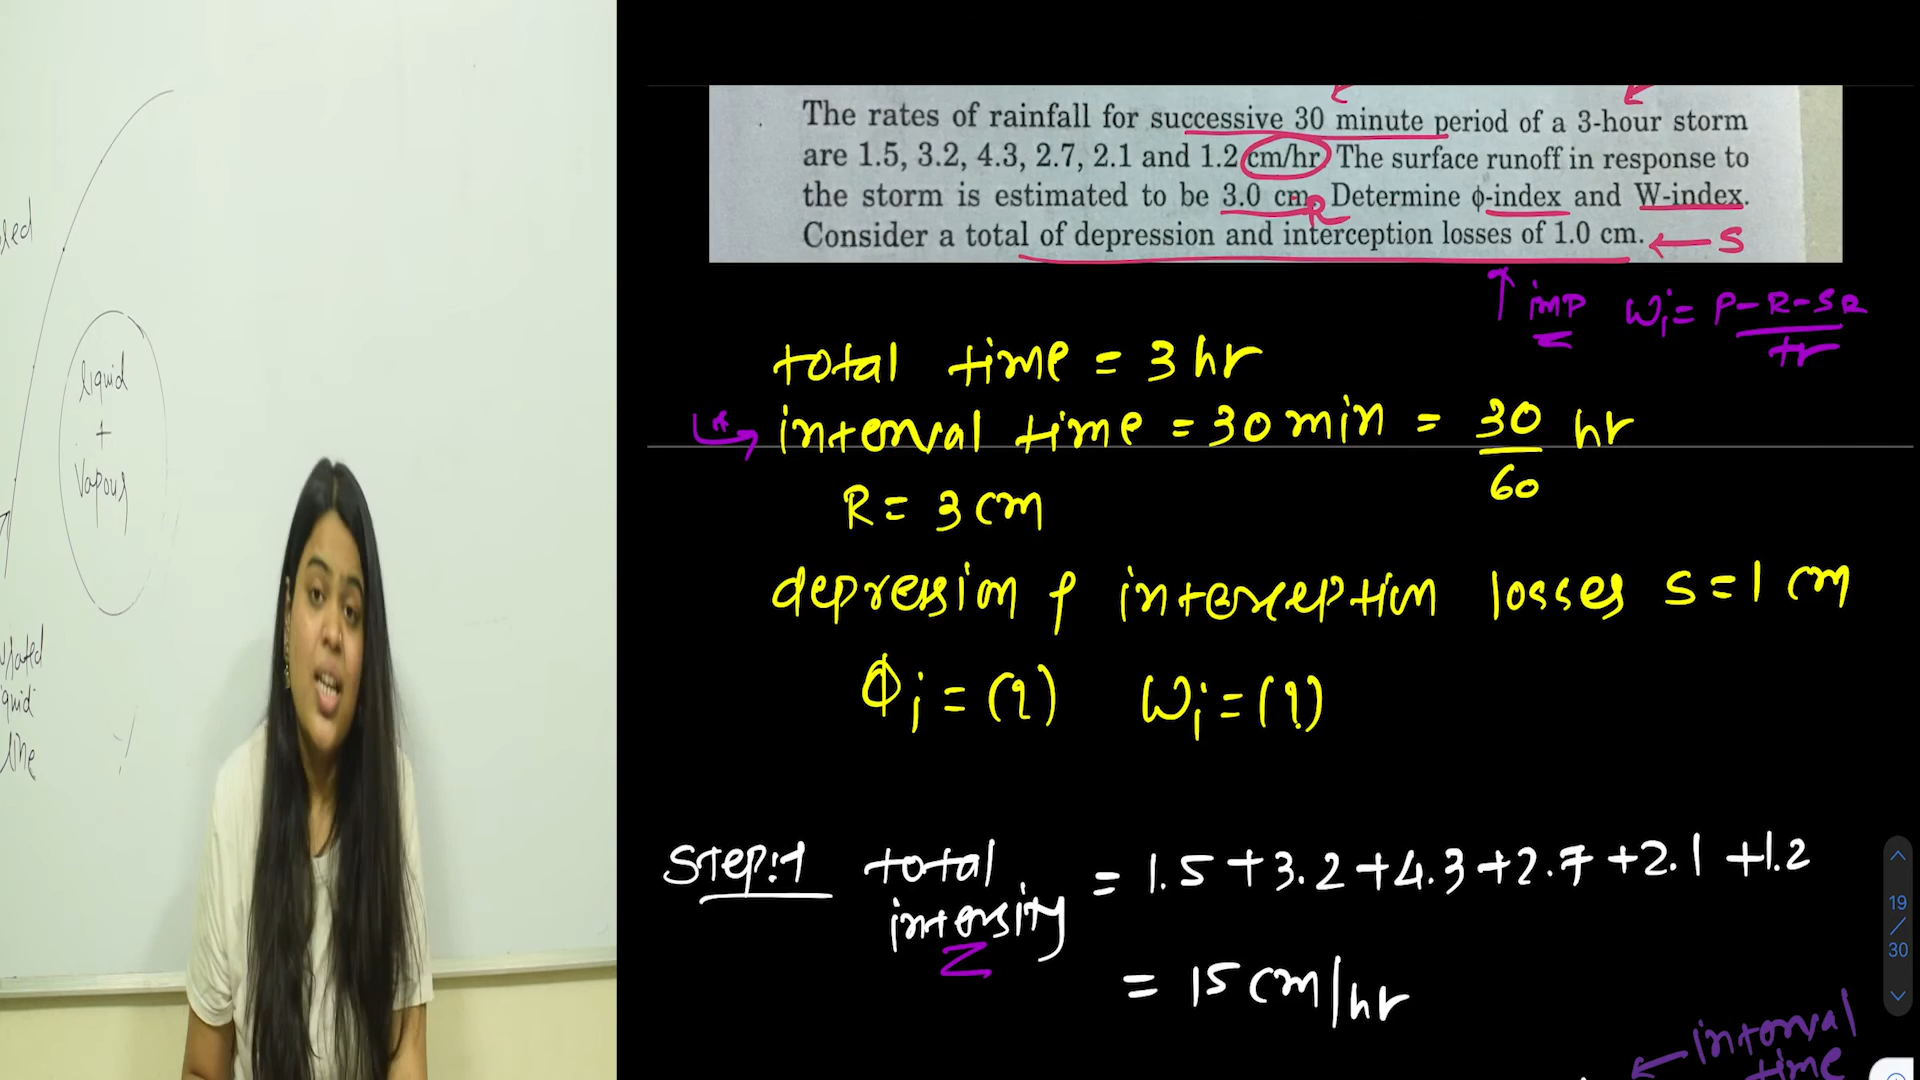 liquid
+
Vapour
line
The rates of rainfall for successive 30 minute period of a 3-hour storm
are 1.5, 3.2, 4.3, 2.7, 2.1 and 1.2 cm/hr The surface runoff in response to
the storm is estimated to be 3.0 cm. R Determine ϕ-index and W-index.
Consider a total of depression and interception losses of 1.0 cm. ← S
↑ imp Wi = P-R-SR / tr
total time = 3 hr
interval time = 30 min = 30/60 hr
R = 3 cm
depression & interception losses S = 1 cm
Φi = (?) Wi = (?)
Step:1 total intensity = 1.5+3.2+4.3+2.7+2.1+1.2
= 15 cm/hr
← interval
time
19
/
30